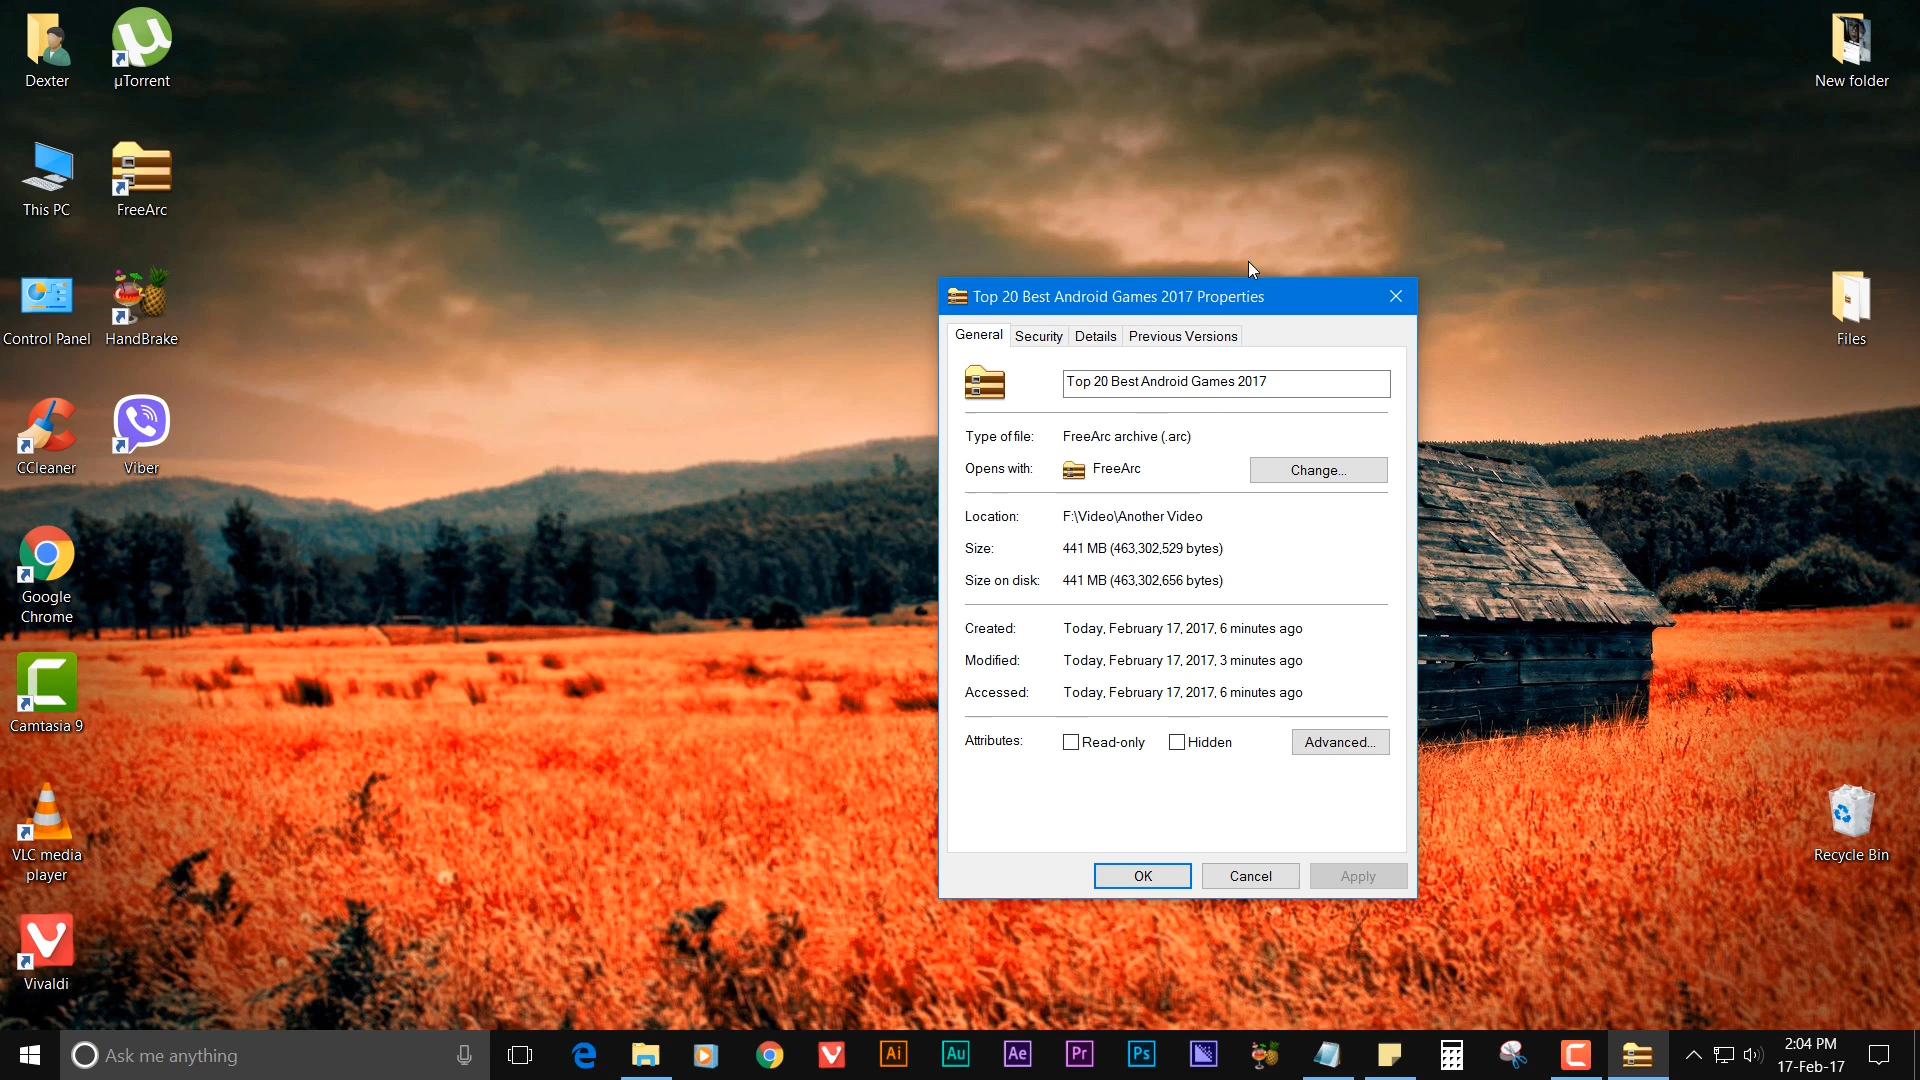 Dexter
µTorrent
New folder
This PC
FreeArc
Control Panel
HandBrake
Files
CCleaner
Viber
Google
Chrome
Camtasia 9
VLC media
player
Vivaldi
Recycle Bin
Top 20 Best Android Games 2017 Properties
General
Security
Details
Previous Versions
Top 20 Best Android Games 2017
Type of file: FreeArc archive (.arc)
Opens with: FreeArc Change...
Location: F:\Video\Another Video
Size: 441 MB (463,302,529 bytes)
Size on disk: 441 MB (463,302,656 bytes)
Created: Today, February 17, 2017, 6 minutes ago
Modified: Today, February 17, 2017, 3 minutes ago
Accessed: Today, February 17, 2017, 6 minutes ago
Attributes: Read-only Hidden Advanced...
OK Cancel Apply
Ask me anything
Ai
Au
Ae
Pr
Ps
2:04 PM
17-Feb-17